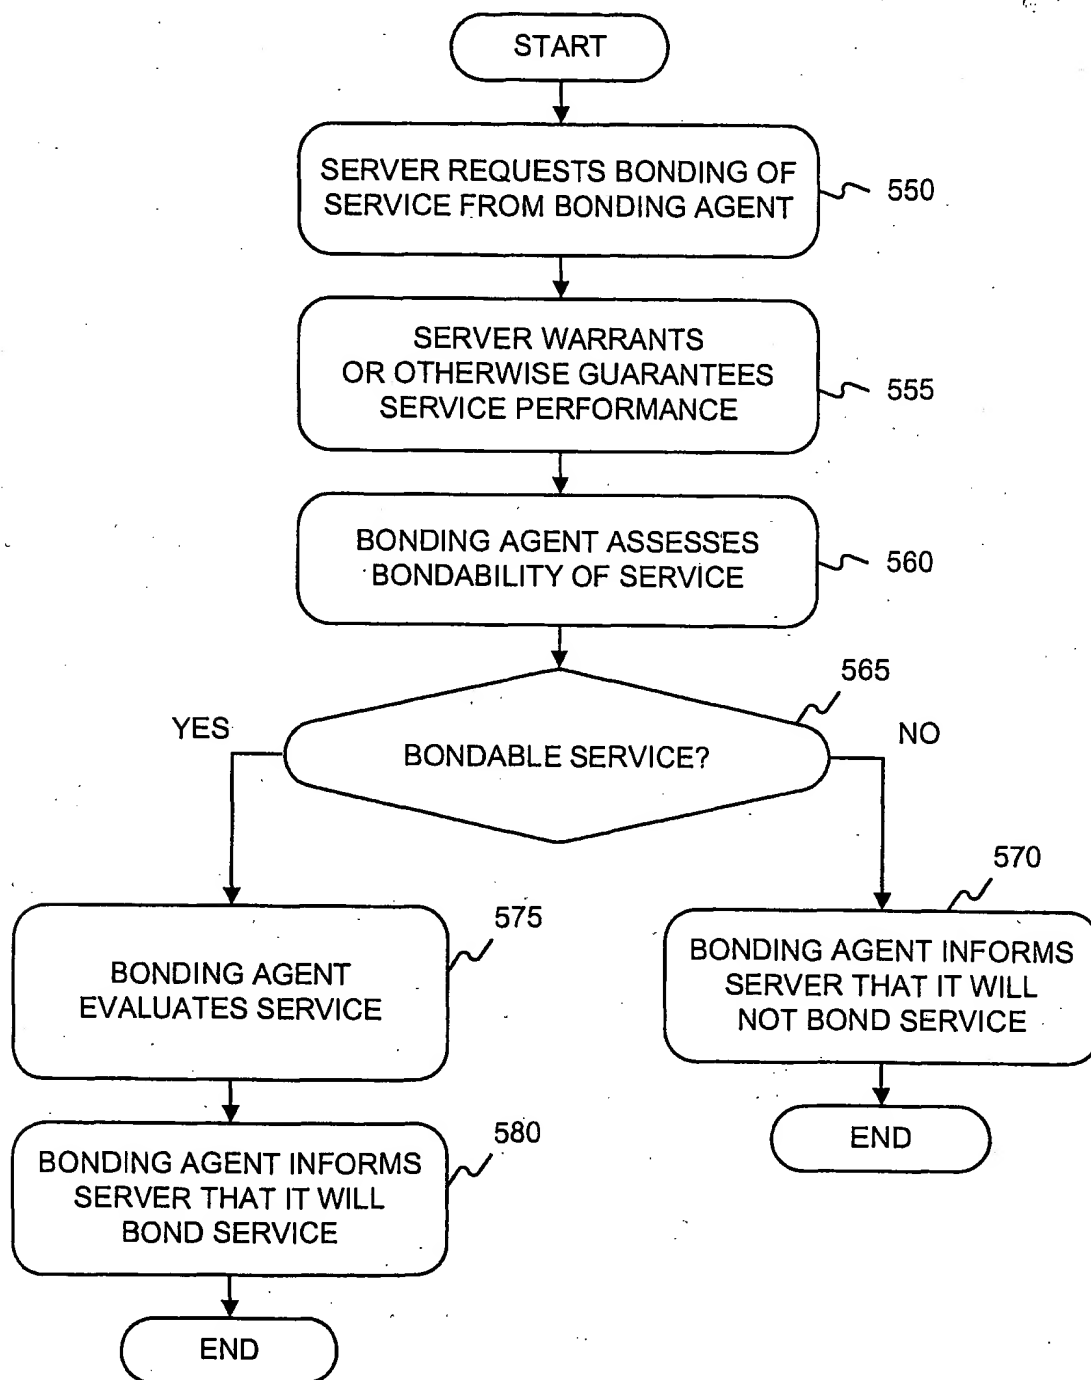 START
SERVER REQUESTS BONDING OF
SERVICE FROM BONDING AGENT
550
SERVER WARRANTS
OR OTHERWISE GUARANTEES
SERVICE PERFORMANCE
555
BONDING AGENT ASSESSES
BONDABILITY OF SERVICE
560
565
YES
BONDABLE SERVICE?
NO
575
BONDING AGENT
EVALUATES SERVICE
570
BONDING AGENT INFORMS
SERVER THAT IT WILL
NOT BOND SERVICE
580
BONDING AGENT INFORMS
SERVER THAT IT WILL
BOND SERVICE
END
END